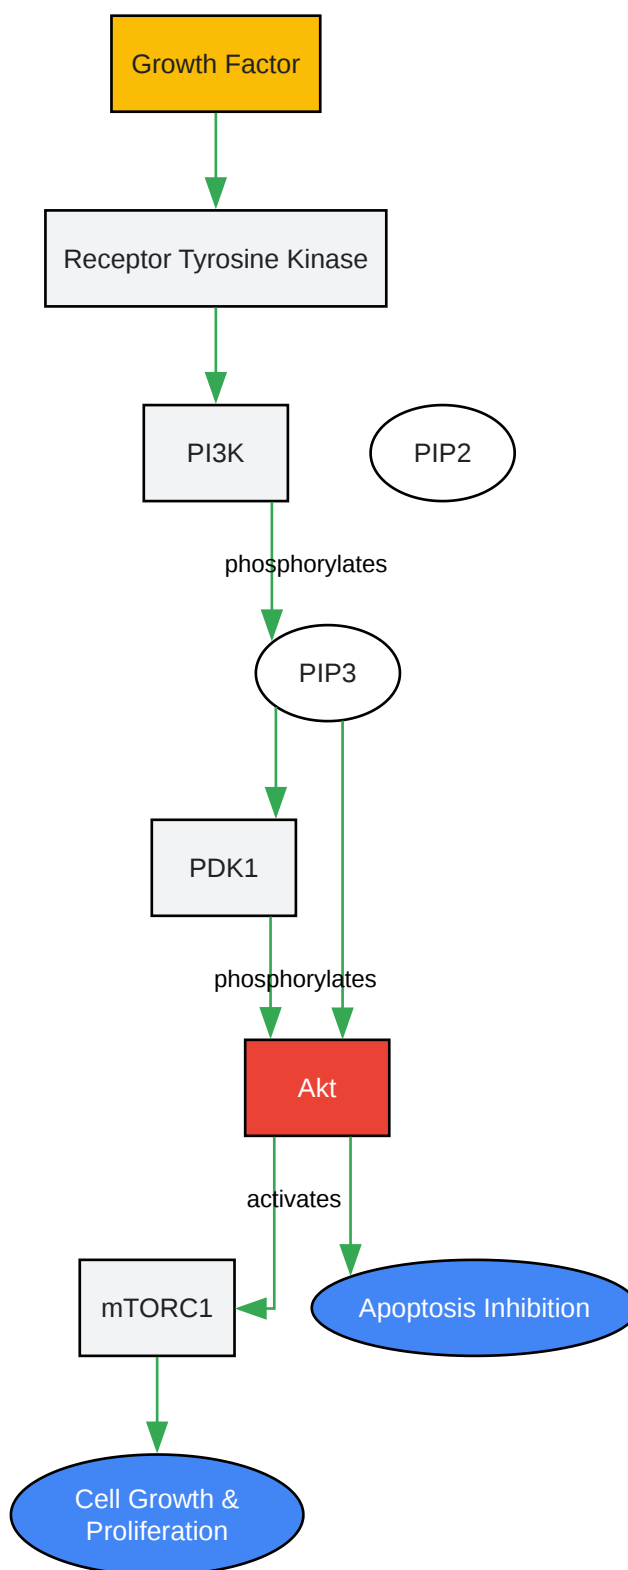 Growth Factor
Receptor Tyrosine Kinase
PI3K
PIP2
phosphorylates
PIP3
PDK1
phosphorylates
Akt
activates
mTORC1
Apoptosis Inhibition
Cell Growth &
Proliferation